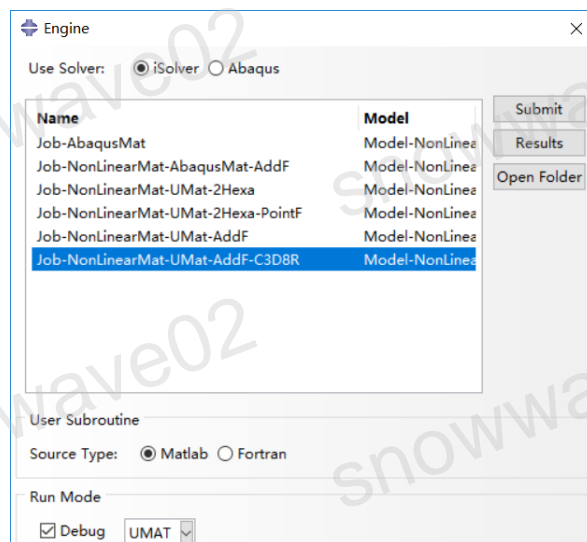 Engine
Use Solver: iSolver Abaqus
Name Model
Job-AbaqusMat Model-NonLinea
Job-NonLinearMat-AbaqusMat-AddF Model-NonLinea
Job-NonLinearMat-UMat-2Hexa Model-NonLinea
Job-NonLinearMat-UMat-2Hexa-PointF Model-NonLinea
Job-NonLinearMat-UMat-AddF Model-NonLinea
Job-NonLinearMat-UMat-AddF-C3D8R Model-NonLinea
Submit
Results
Open Folder
User Subroutine
Source Type: Matlab Fortran
Run Mode
Debug UMAT
wave02
snowwa
wave02
snowwa